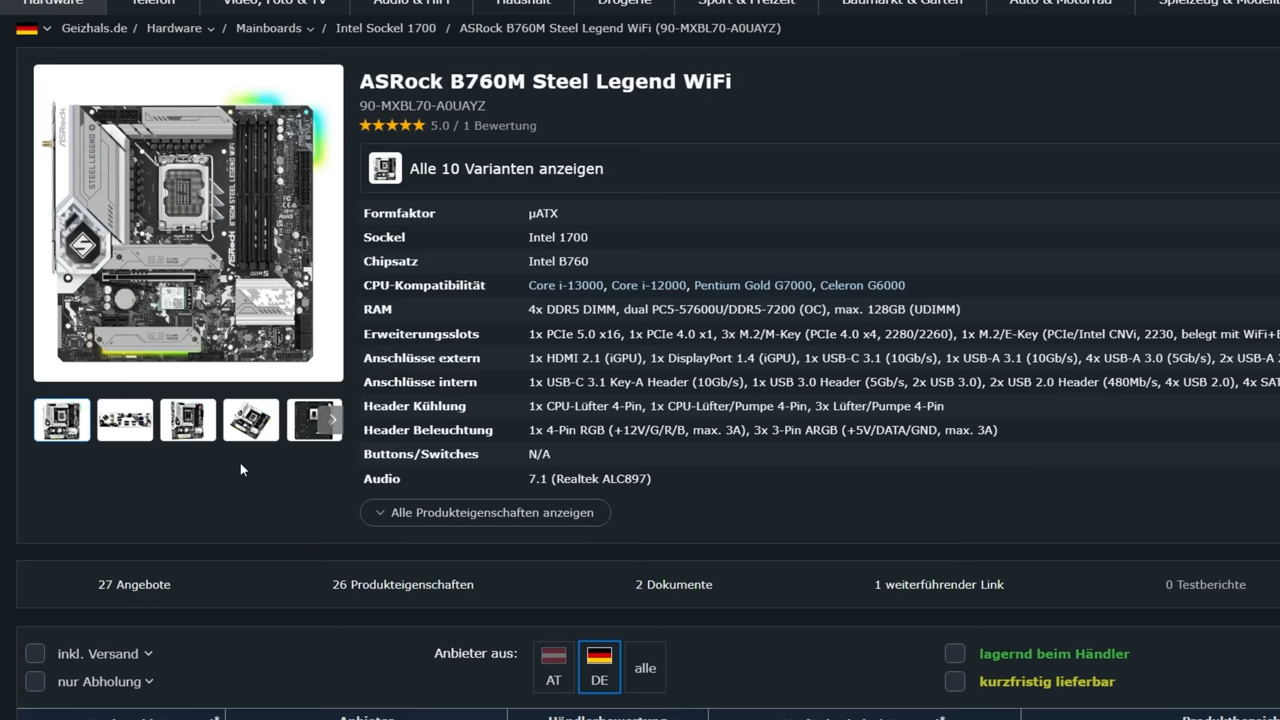 Hardware Telefon Video, Foto & TV Audio & HIFI Haushalt Drogerie Sport & Freizeit Baumarkt & Garten Auto & Motorrad
Geizhals.de / Hardware / Mainboards / Intel Sockel 1700 / ASRock B760M Steel Legend WiFi (90-MXBL70-A0UAYZ)
ASRock B760M Steel Legend WiFi
90-MXBL70-A0UAYZ
5.0 / 1 Bewertung
Alle 10 Varianten anzeigen
Formfaktor µATX
Sockel Intel 1700
Chipsatz Intel B760
CPU-Kompatibilität Core i-13000, Core i-12000, Pentium Gold G7000, Celeron G6000
RAM 4x DDR5 DIMM, dual PC5-57600U/DDR5-7200 (OC), max. 128GB (UDIMM)
Erweiterungsslots 1x PCIe 5.0 x16, 1x PCIe 4.0 x1, 3x M.2/M-Key (PCIe 4.0 x4, 2280/2260), 1x M.2/E-Key (PCIe/Intel CNVi, 2230, belegt mit WiFi+
Anschlüsse extern 1x HDMI 2.1 (iGPU), 1x DisplayPort 1.4 (iGPU), 1x USB-C 3.1 (10Gb/s), 1x USB-A 3.1 (10Gb/s), 4x USB-A 3.0 (5Gb/s), 2x USB-A
Anschlüsse intern 1x USB-C 3.1 Key-A Header (10Gb/s), 1x USB 3.0 Header (5Gb/s, 2x USB 3.0), 2x USB 2.0 Header (480Mb/s, 4x USB 2.0), 4x SAT
Header Kühlung 1x CPU-Lüfter 4-Pin, 1x CPU-Lüfter/Pumpe 4-Pin, 3x Lüfter/Pumpe 4-Pin
Header Beleuchtung 1x 4-Pin RGB (+12V/G/R/B, max. 3A), 3x 3-Pin ARGB (+5V/DATA/GND, max. 3A)
Buttons/Switches N/A
Audio 7.1 (Realtek ALC897)
Alle Produkteigenschaften anzeigen
27 Angebote 26 Produkteigenschaften 2 Dokumente 1 weiterführender Link 0 Testberichte
inkl. Versand Anbieter aus: AT DE alle lagernd beim Händler
nur Abholung kurzfristig lieferbar
STEEL LEGEND
ASRock
B760M STEEL LEGEND WiFi
DDR5